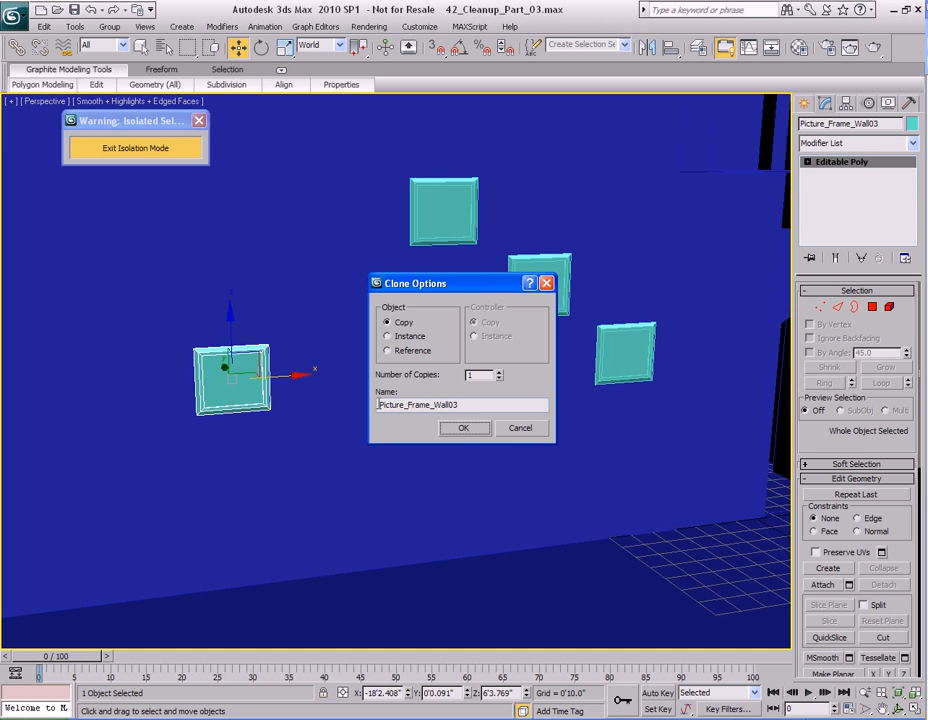 Autodesk 3ds Max 2010 SP1 - Not for Resale 42_Cleanup_Part_03.max
Type a keyword or phrase
Edit Tools Group Views Create Modifiers Animation Graph Editors Rendering Customize MAXScript Help
All World Create Selection Se
Graphite Modeling Tools Freeform Selection
Polygon Modeling Edit Geometry (All) Subdivision Align Properties
[ + ] [ Perspective ] [ Smooth + Highlights + Edged Faces ]
Warning: Isolated Sel...
Exit Isolation Mode
z
x
Clone Options
Object
Copy
Instance
Reference
Controller
Copy
Instance
Number of Copies: 1
Name:
Picture_Frame_Wall03
OK Cancel
Picture_Frame_Wall03
Modifier List
Editable Poly
Selection
By Vertex
Ignore Backfacing
By Angle: 45.0
Shrink Grow
Ring Loop
Preview Selection
Off SubObj Multi
Whole Object Selected
Soft Selection
Edit Geometry
Repeat Last
Constraints
None Edge
Face Normal
Preserve UVs
Create Collapse
Attach Detach
Slice Plane Split
Slice Reset Plane
QuickSlice Cut
MSmooth Tessellate
Make Planar X Y Z
0 / 100
0 5 10 15 20 25 30 35 40 45 50 55 60 65 70 75 80 85 90 95 100
1 Object Selected X: -18'2.408" Y: 0'0.091" Z: 6'3.769" Grid = 0'10.0" Auto Key Selected
Welcome to M Click and drag to select and move objects Add Time Tag Set Key Key Filters... 0